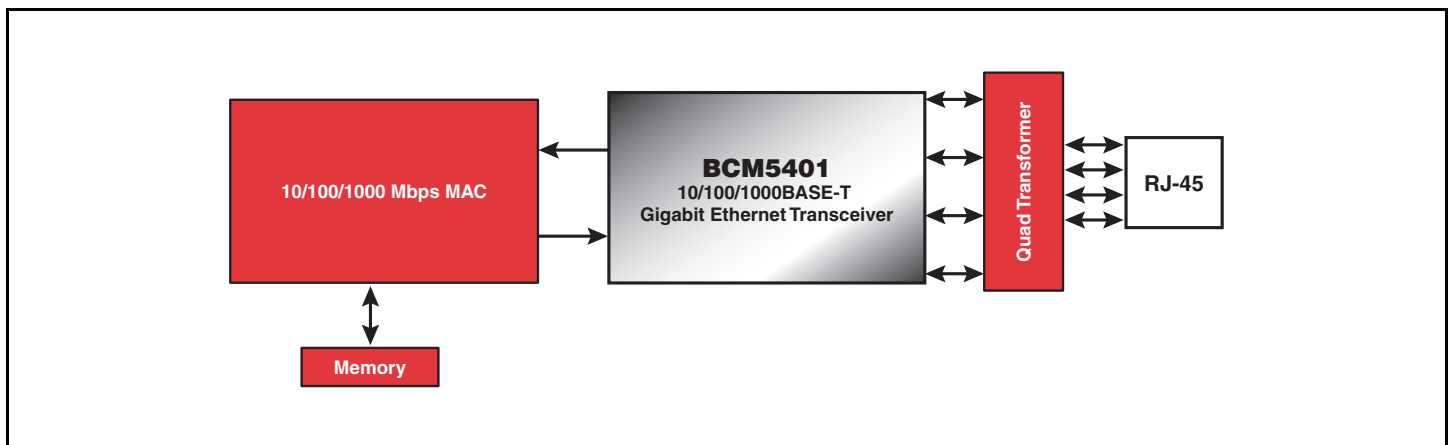 10/100/1000 Mbps MAC
Memory
BCM5401
10/100/1000BASE-T
Gigabit Ethernet Transceiver
Quad Transformer
RJ-45